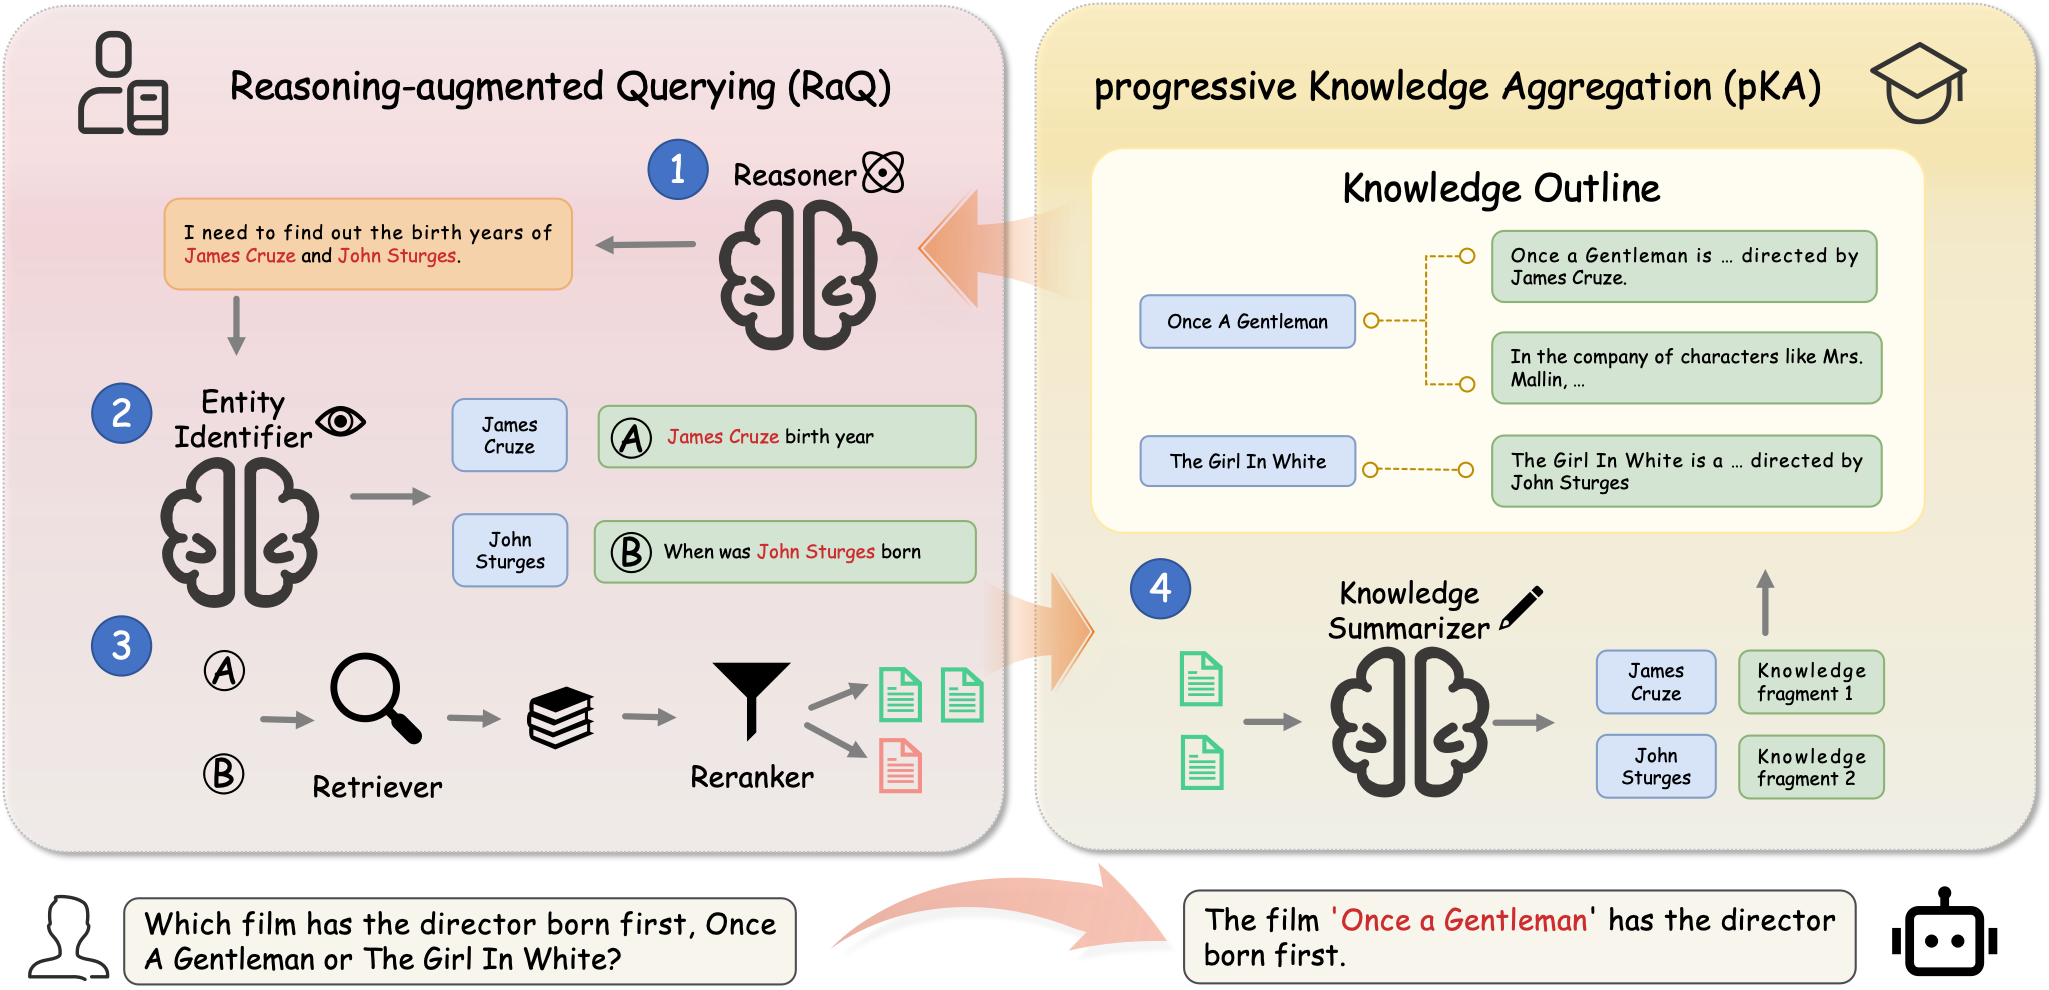 Reasoning-augmented Querying (RaQ)
1
Reasoner
I need to find out the birth years of
James Cruze and John Sturges.
2
Entity
Identifier
James
Cruze
A
James Cruze birth year
John
Sturges
B
When was John Sturges born
3
A
B
Retriever
Reranker
progressive Knowledge Aggregation (pKA)
Knowledge Outline
Once A Gentleman
Once a Gentleman is ... directed by
James Cruze.
In the company of characters like Mrs.
Mallin, ...
The Girl In White
The Girl In White is a ... directed by
John Sturges
4
Knowledge
Summarizer
James
Cruze
Knowledge
fragment 1
John
Sturges
Knowledge
fragment 2
Which film has the director born first, Once
A Gentleman or The Girl In White?
The film 'Once a Gentleman' has the director
born first.